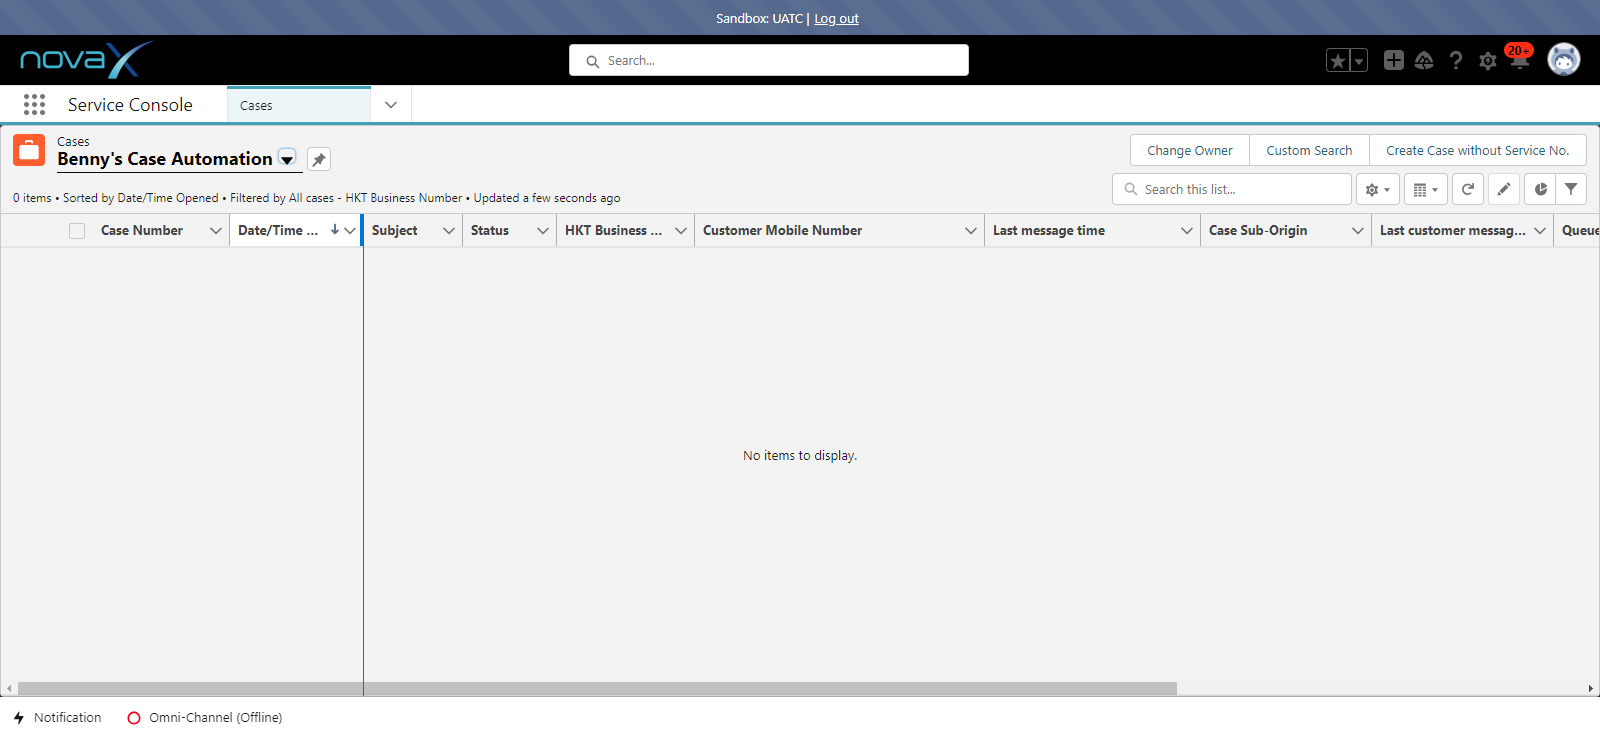 Sandbox: UATC | Log out
novaX
Search...
20+
Service Console
Cases
Cases
Benny's Case Automation
Change Owner
Custom Search
Create Case without Service No.
0 items • Sorted by Date/Time Opened • Filtered by All cases - HKT Business Number • Updated a few seconds ago
Search this list...
Case Number
Date/Time ...
Subject
Status
HKT Business ...
Customer Mobile Number
Last message time
Case Sub-Origin
Last customer messag...
Queue
No items to display.
Notification
Omni-Channel (Offline)